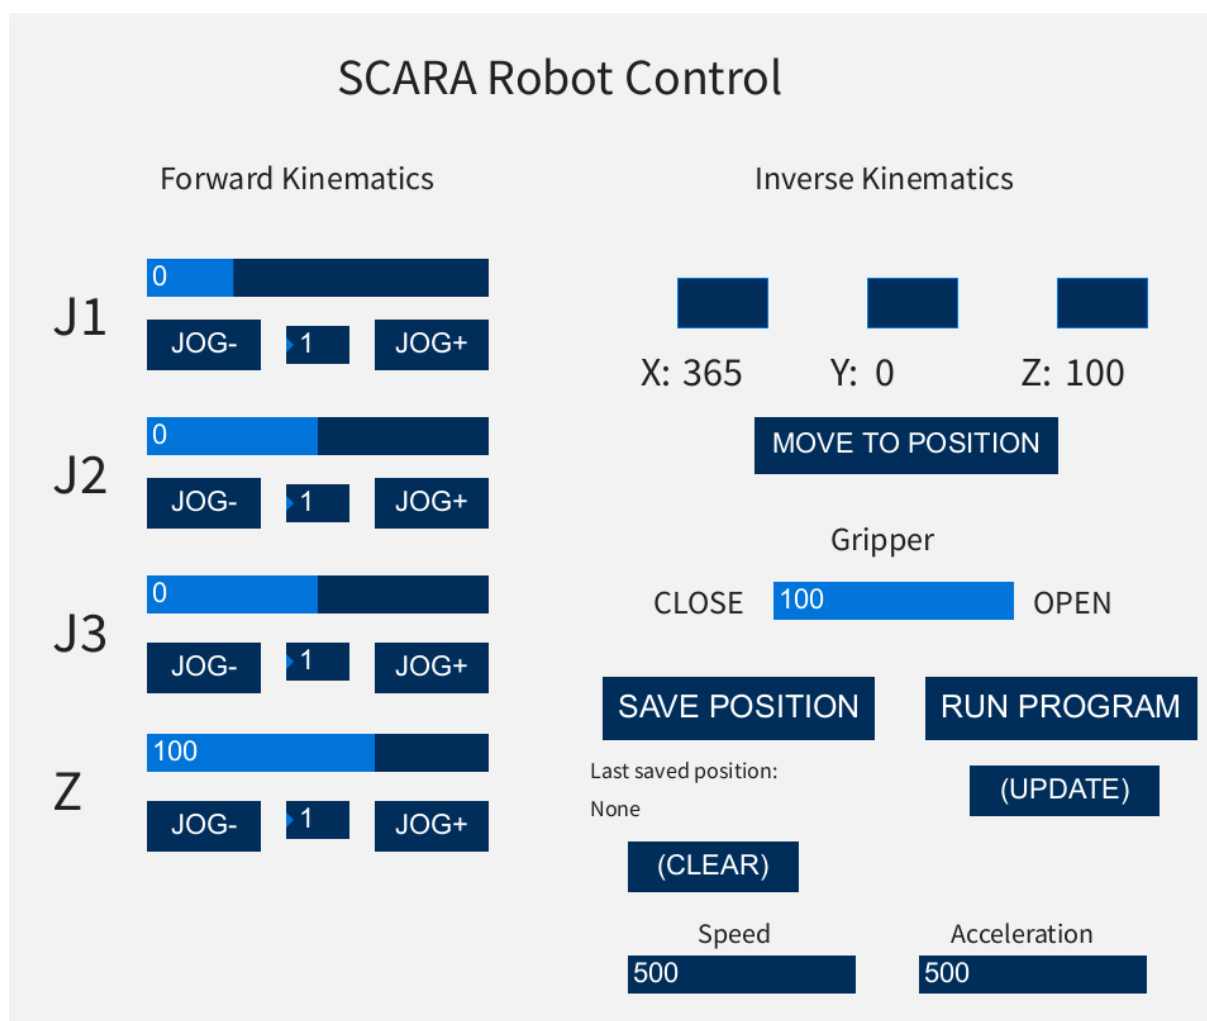 SCARA Robot Control
Forward Kinematics
J1
0
JOG-
1
JOG+
J2
0
JOG-
1
JOG+
J3
0
JOG-
1
JOG+
Z
100
JOG-
1
JOG+
Inverse Kinematics
X: 365
Y: 0
Z: 100
MOVE TO POSITION
Gripper
CLOSE
100
OPEN
SAVE POSITION
RUN PROGRAM
Last saved position:
None
(UPDATE)
(CLEAR)
Speed
500
Acceleration
500